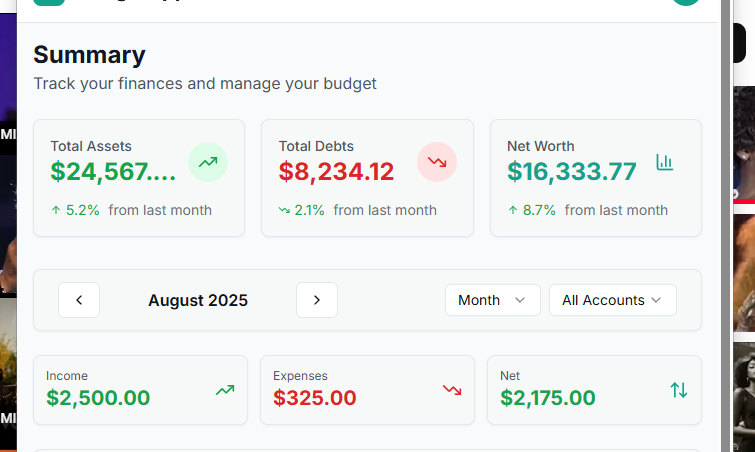 Summary
Track your finances and manage your budget
Total Assets
$24,567....
5.2% from last month
Total Debts
$8,234.12
2.1% from last month
Net Worth
$16,333.77
8.7% from last month
August 2025
Month
All Accounts
Income
$2,500.00
Expenses
$325.00
Net
$2,175.00
MI
MI